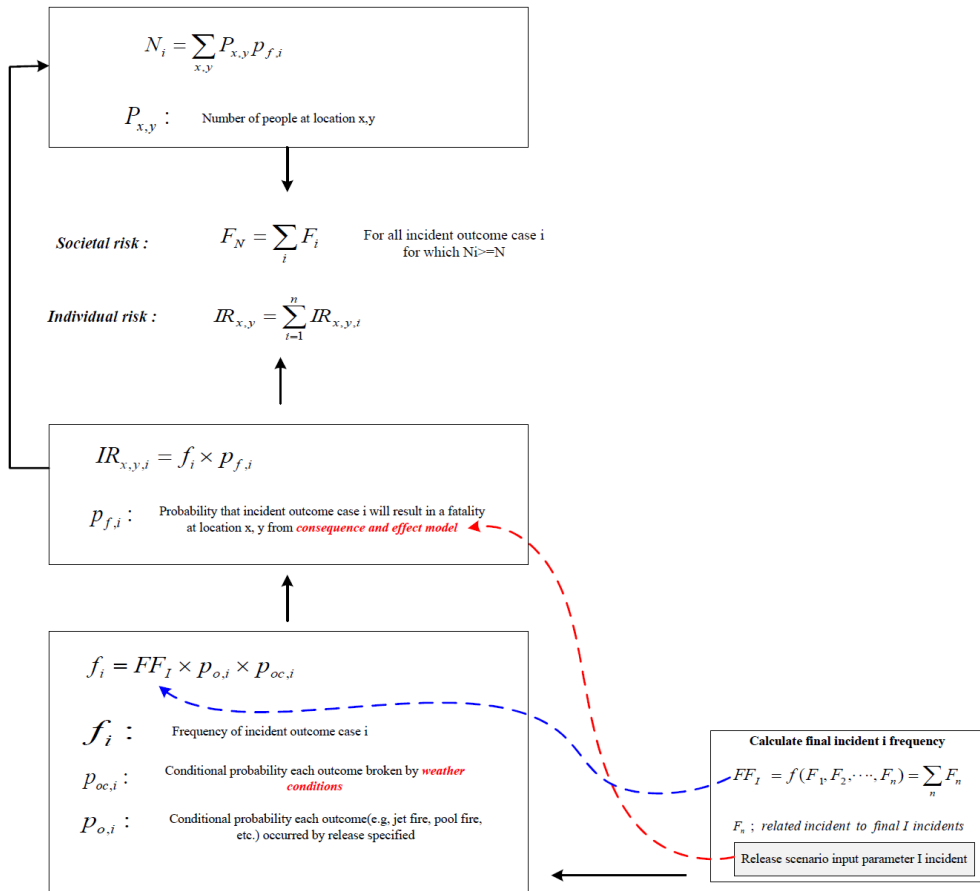 N_i = ∑_{x,y} P_{x,y} p_{f,i}
P_{x,y} : Number of people at location x,y
Societal risk : F_N = ∑_i F_i For all incident outcome case i
for which Ni>=N
Individual risk : IR_{x,y} = ∑_{i=1}^{n} IR_{x,y,i}
IR_{x,y,i} = f_i × p_{f,i}
p_{f,i} : Probability that incident outcome case i will result in a fatality
at location x, y from consequence and effect model
f_i = FF_I × p_{o,i} × p_{oc,i}
f_i : Frequency of incident outcome case i
p_{oc,i} : Conditional probability each outcome broken by weather
conditions
p_{o,i} : Conditional probability each outcome(e.g, jet fire, pool fire,
etc.) occurred by release specified
Calculate final incident i frequency
FF_I = f(F_1, F_2, ⋯, F_n) = ∑_n F_n
F_n ; related incident to final I incidents
Release scenario input parameter I incident